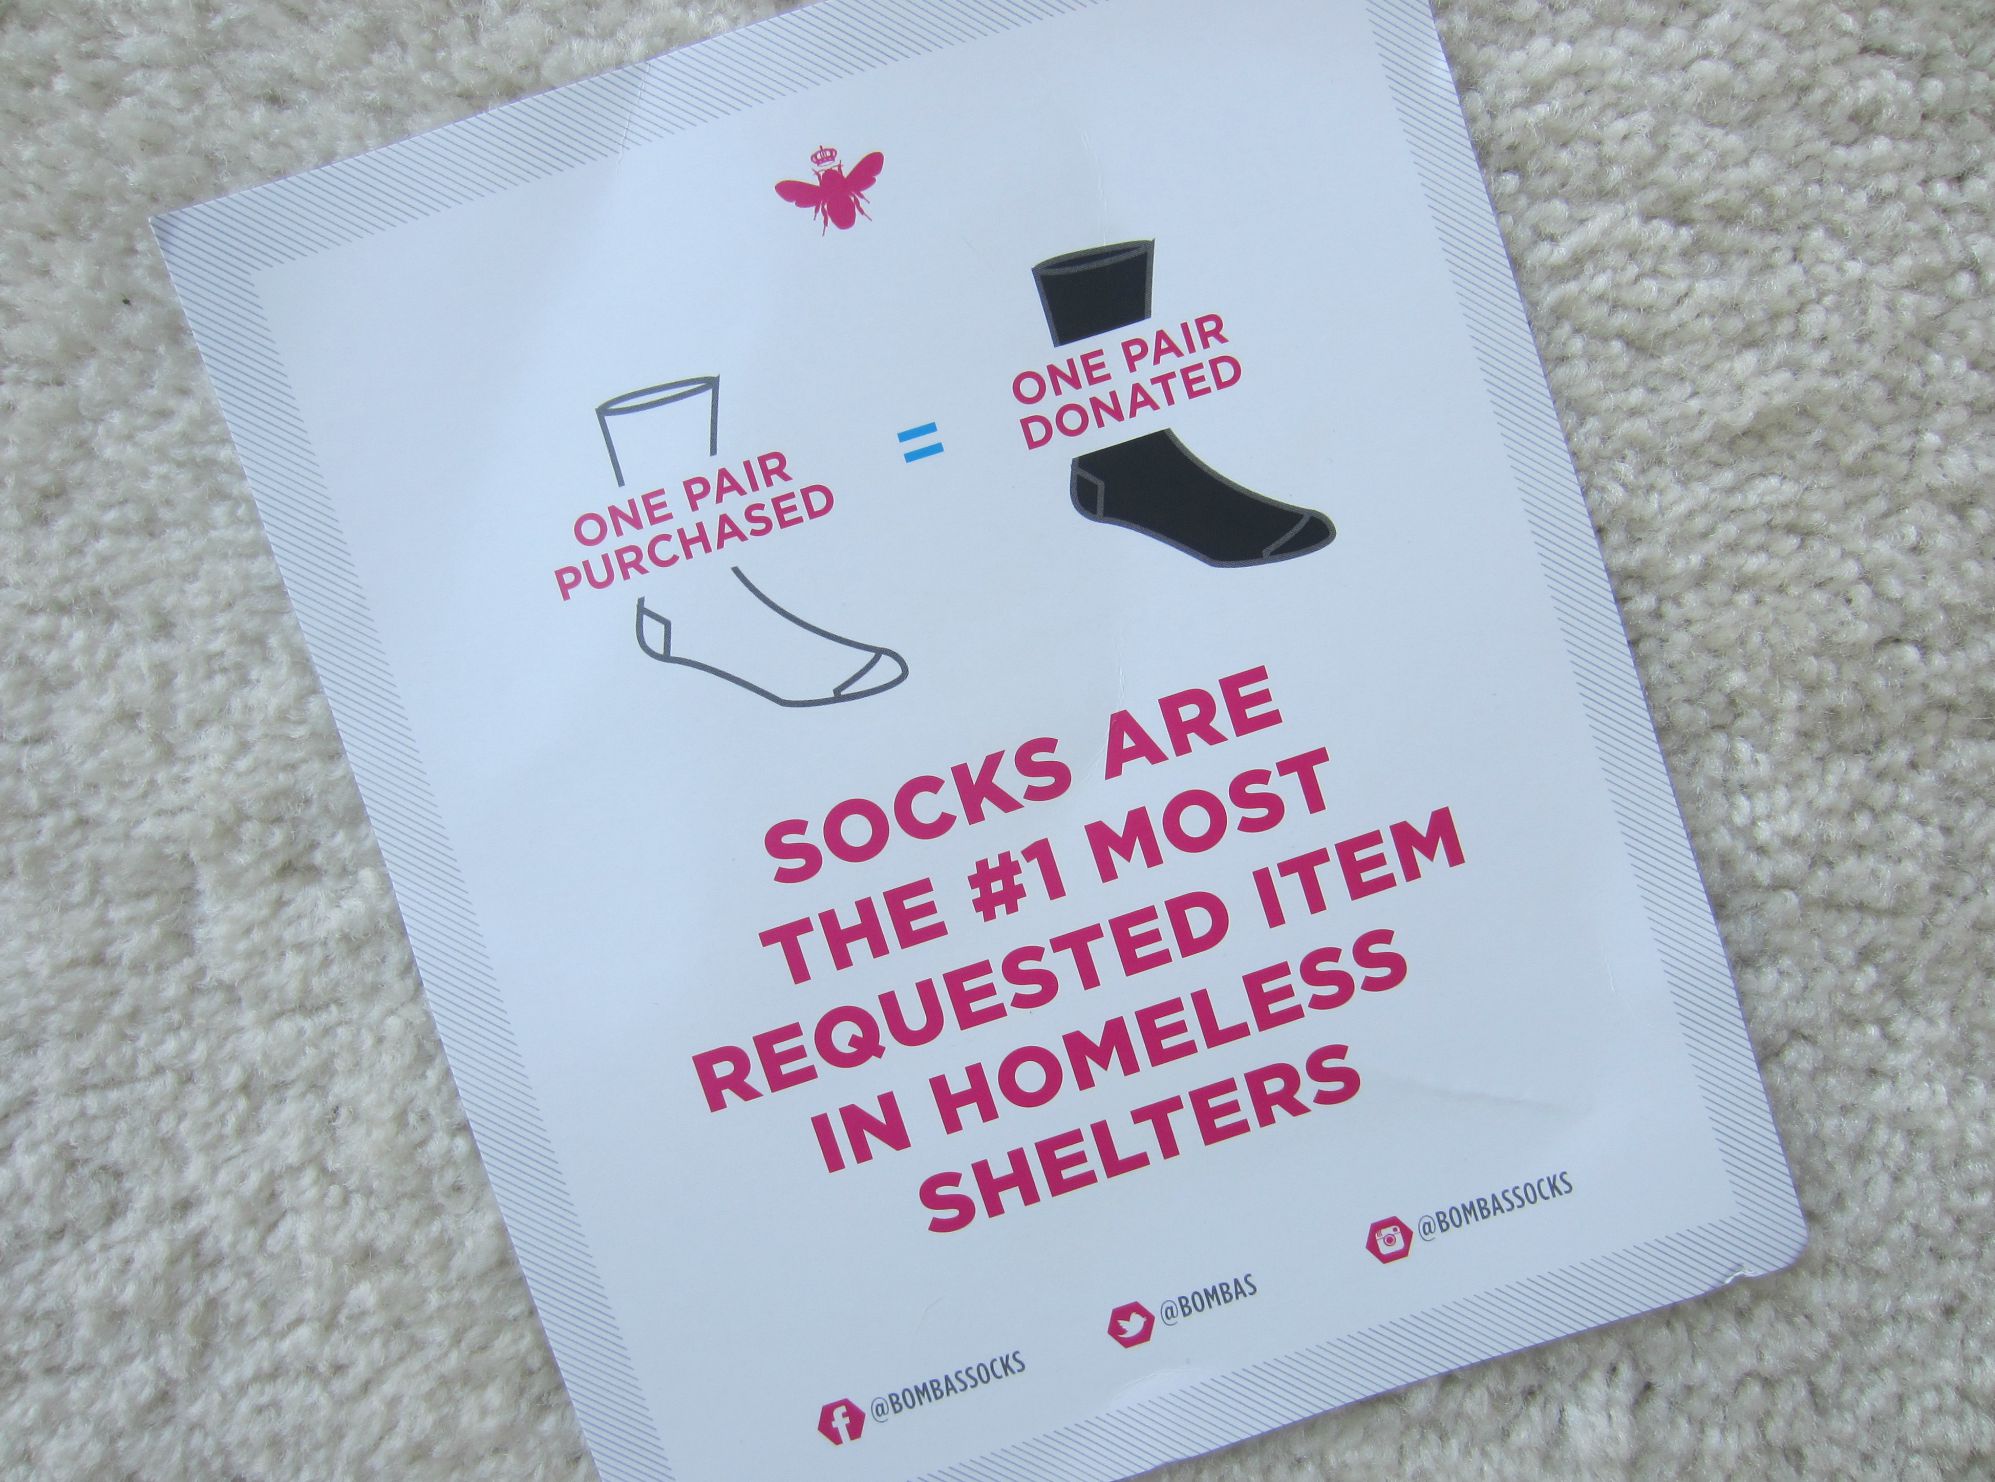 ONE PAIR
PURCHASED
=
ONE PAIR
DONATED
SOCKS ARE
THE #1 MOST
REQUESTED ITEM
IN HOMELESS
SHELTERS
@BOMBASSOCKS
@BOMBAS
@BOMBASSOCKS